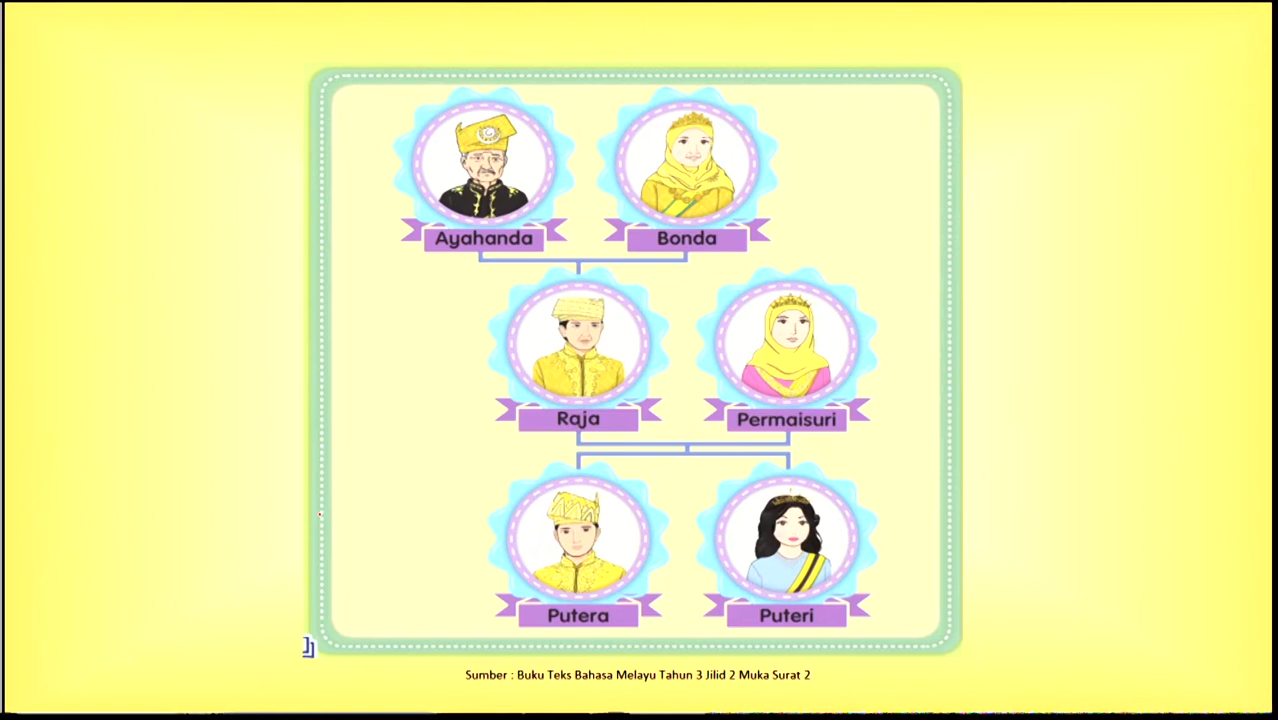 Ayahanda
Bonda
Raja
Permaisuri
Putera
Puteri
Sumber : Buku Teks Bahasa Melayu Tahun 3 Jilid 2 Muka Surat 2